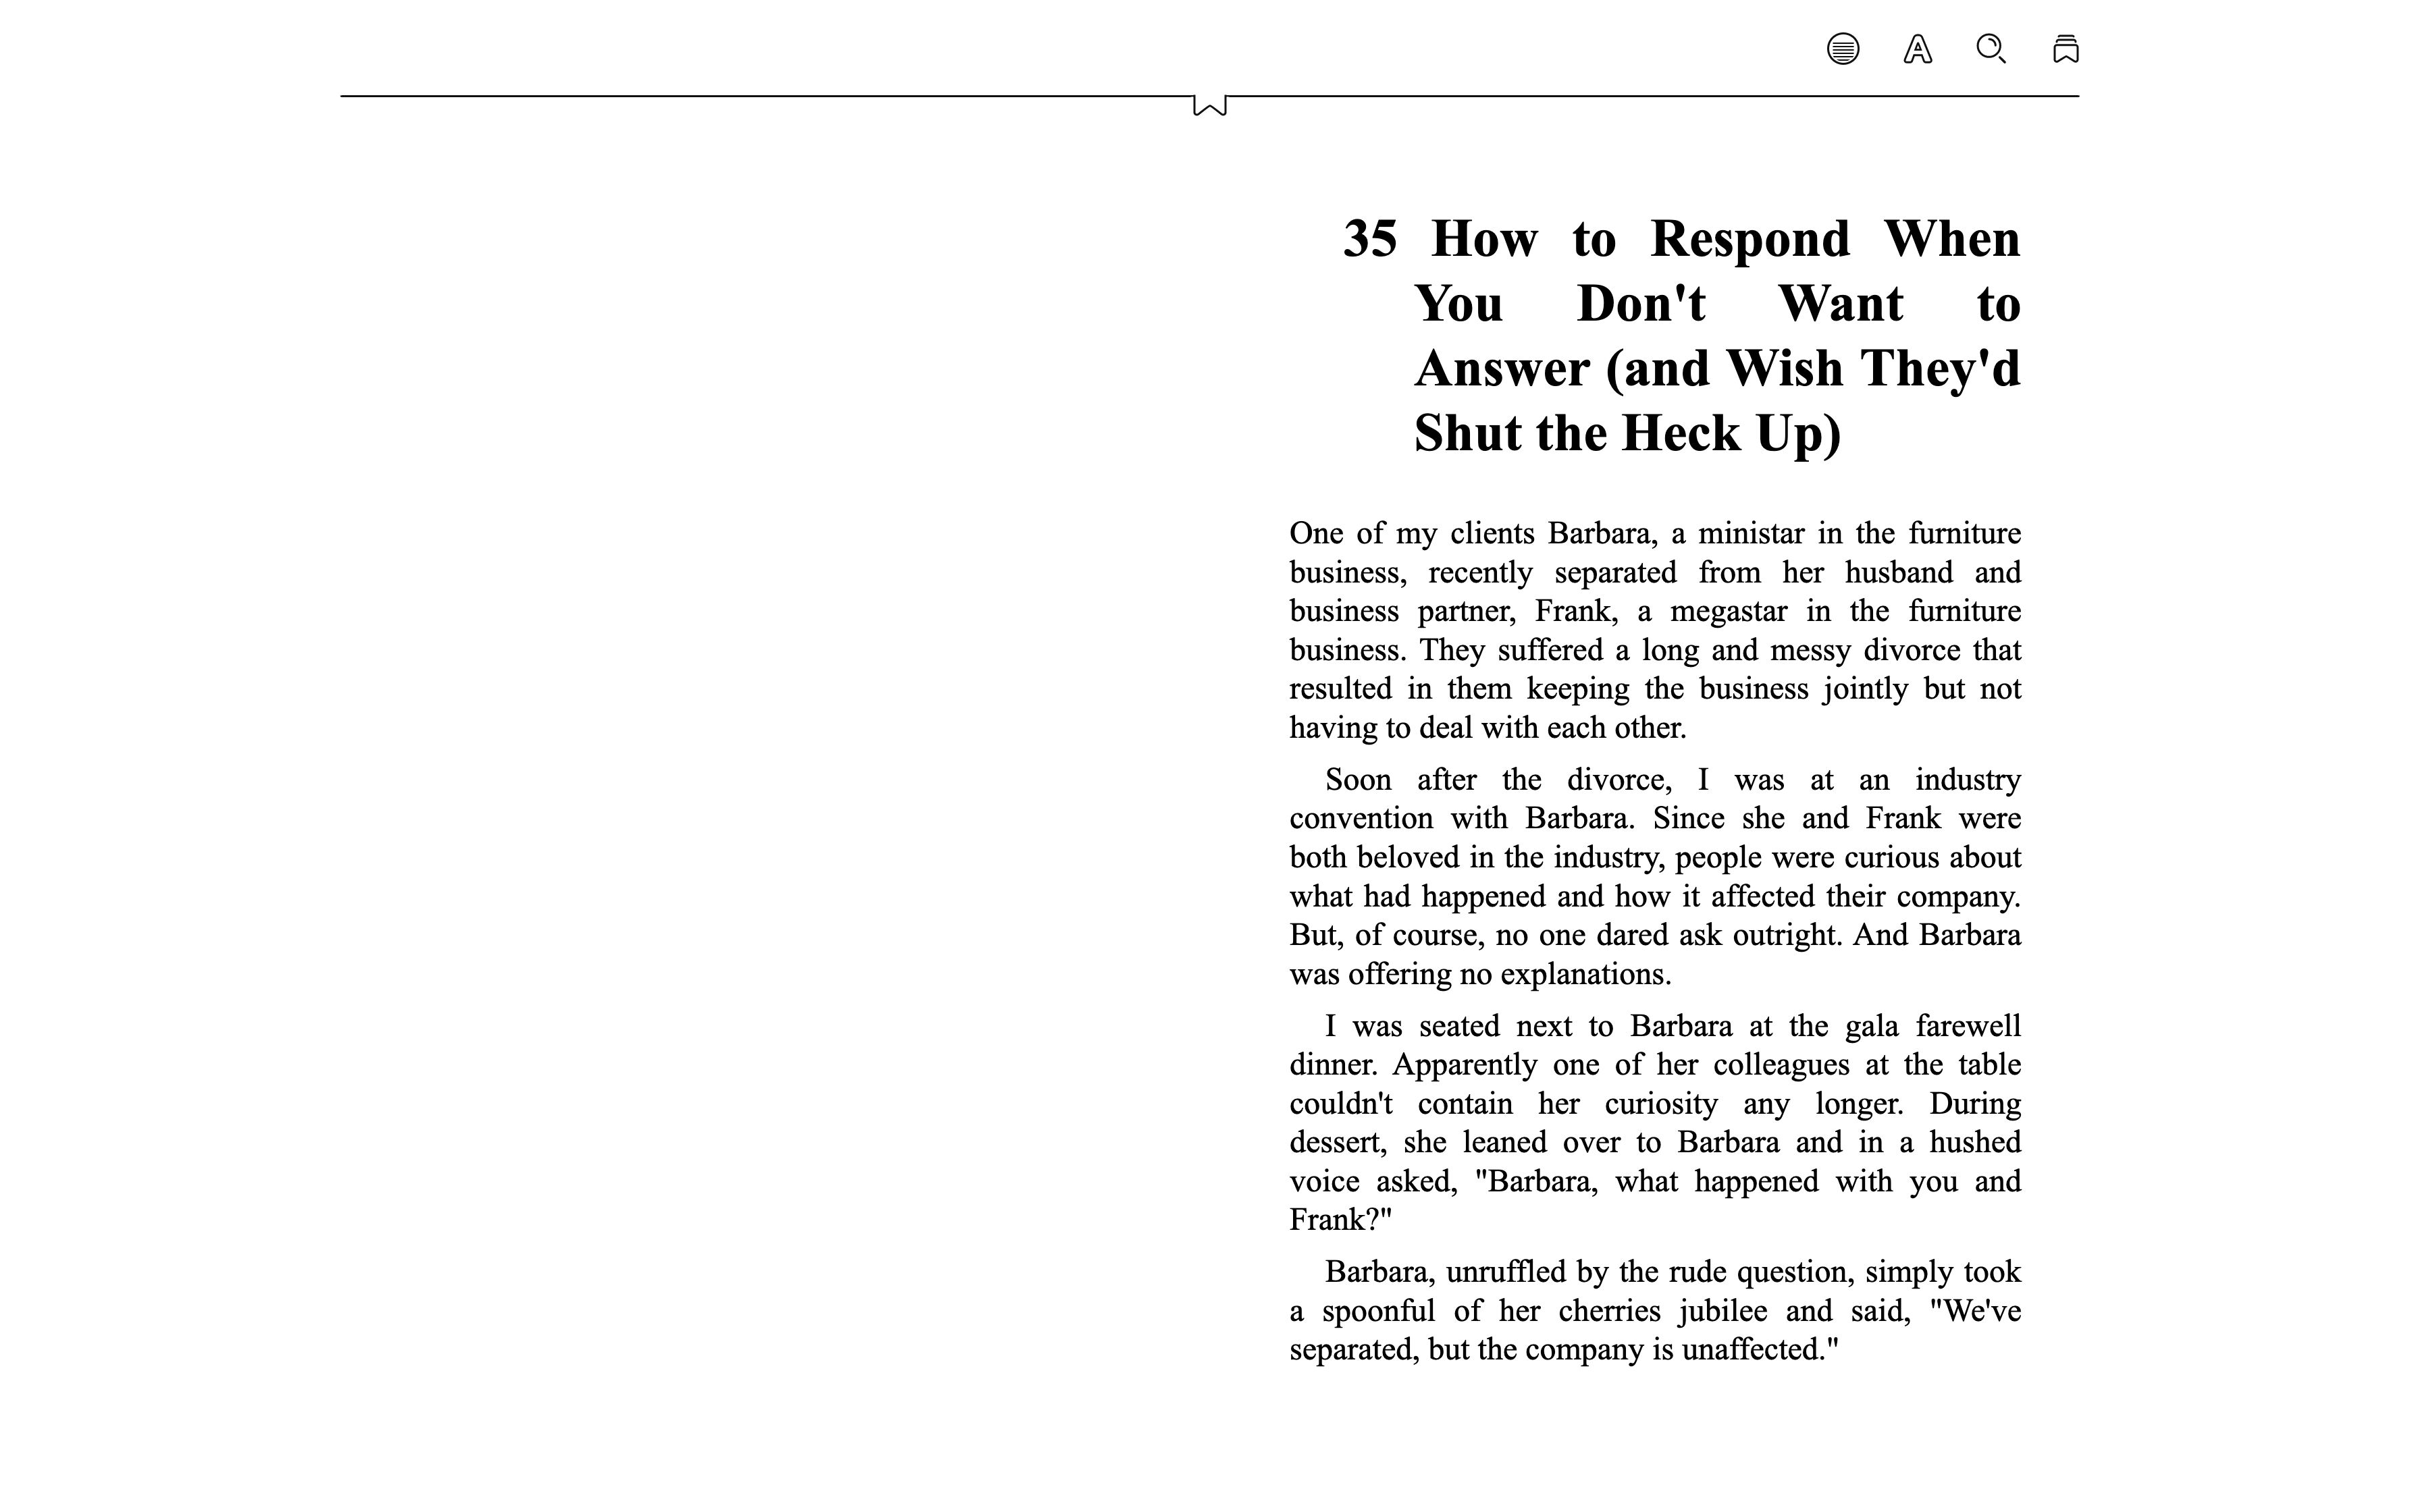 35 How to Respond When
You Don't Want to
Answer (and Wish They'd
Shut the Heck Up)
One of my clients Barbara, a ministar in the furniture
business, recently separated from her husband and
business partner, Frank, a megastar in the furniture
business. They suffered a long and messy divorce that
resulted in them keeping the business jointly but not
having to deal with each other.
Soon after the divorce, I was at an industry
convention with Barbara. Since she and Frank were
both beloved in the industry, people were curious about
what had happened and how it affected their company.
But, of course, no one dared ask outright. And Barbara
was offering no explanations.
I was seated next to Barbara at the gala farewell
dinner. Apparently one of her colleagues at the table
couldn't contain her curiosity any longer. During
dessert, she leaned over to Barbara and in a hushed
voice asked, "Barbara, what happened with you and
Frank?"
Barbara, unruffled by the rude question, simply took
a spoonful of her cherries jubilee and said, "We've
separated, but the company is unaffected."